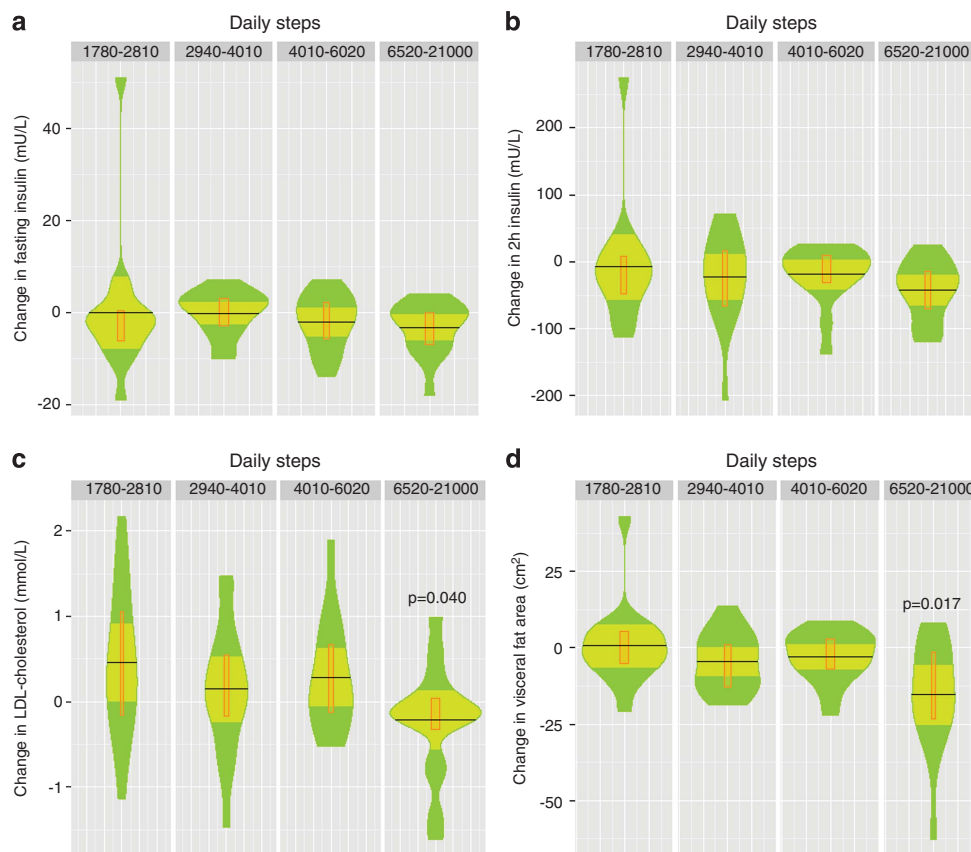 a
Daily steps
1780-2810 2940-4010 4010-6020 6520-21000
Change in fasting insulin (mU/L)
40
20
0
-20
b
Daily steps
1780-2810 2940-4010 4010-6020 6520-21000
Change in 2h insulin (mU/L)
200
100
0
-100
-200
c
Daily steps
1780-2810 2940-4010 4010-6020 6520-21000
Change in LDL-cholesterol (mmol/L)
2
1
0
-1
p=0.040
d
Daily steps
1780-2810 2940-4010 4010-6020 6520-21000
Change in visceral fat area (cm²)
25
0
-25
-50
p=0.017